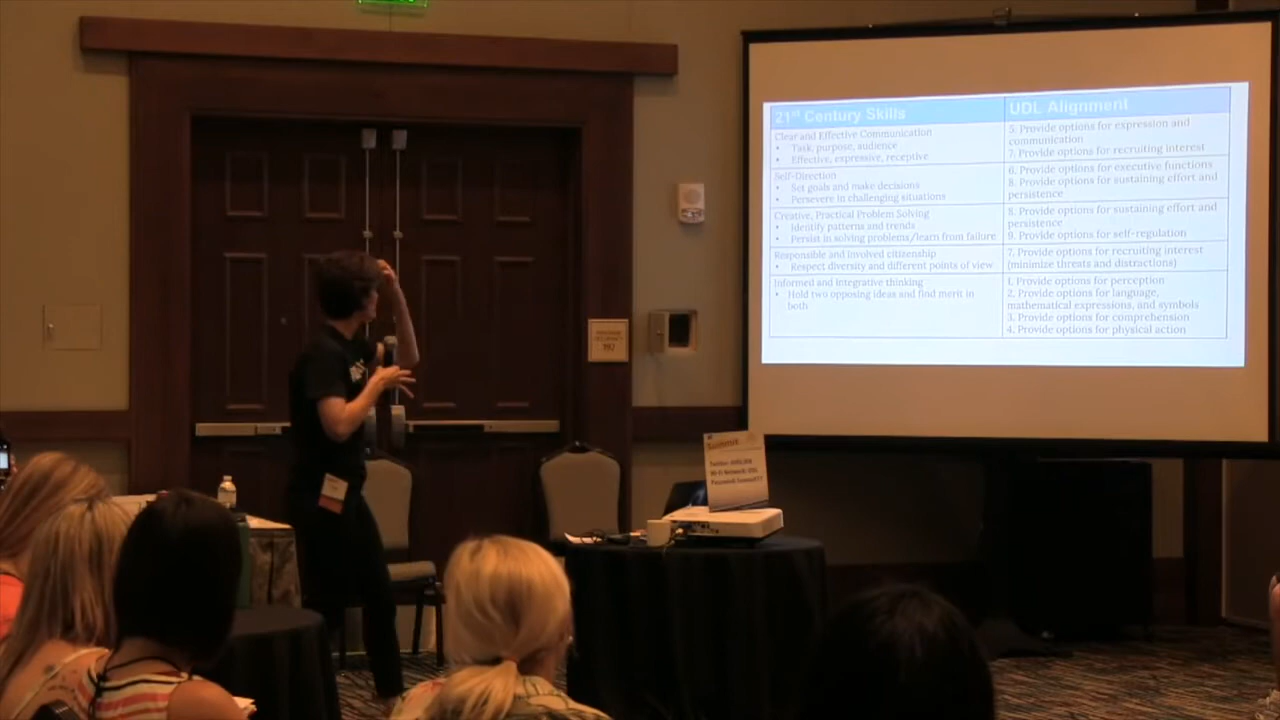 21st Century Skills
UDL Alignment
Clear and Effective Communication
• Task, purpose, audience
• Effective, expressive, receptive
5. Provide options for expression and
communication
7. Provide options for recruiting interest
Self-Direction
• Set goals and make decisions
• Persevere in challenging situations
6. Provide options for executive functions
8. Provide options for sustaining effort and
persistence
Creative, Practical Problem Solving
• Identify patterns and trends
• Persist in solving problems/learn from failure
8. Provide options for sustaining effort and
persistence
9. Provide options for self-regulation
Responsible and involved citizenship
• Respect diversity and different points of view
7. Provide options for recruiting interest
(minimize threats and distractions)
Informed and integrative thinking
• Hold two opposing ideas and find merit in
both
1. Provide options for perception
2. Provide options for language,
mathematical expressions, and symbols
3. Provide options for comprehension
4. Provide options for physical action
192
Summit
Wi-Fi Network:
Password: